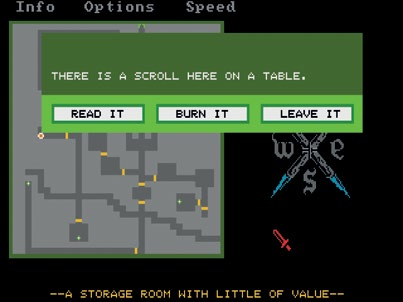 Info Options Speed
THERE IS A SCROLL HERE ON A TABLE.
READ IT BURN IT LEAVE IT
W E
S
--A STORAGE ROOM WITH LITTLE OF VALUE--